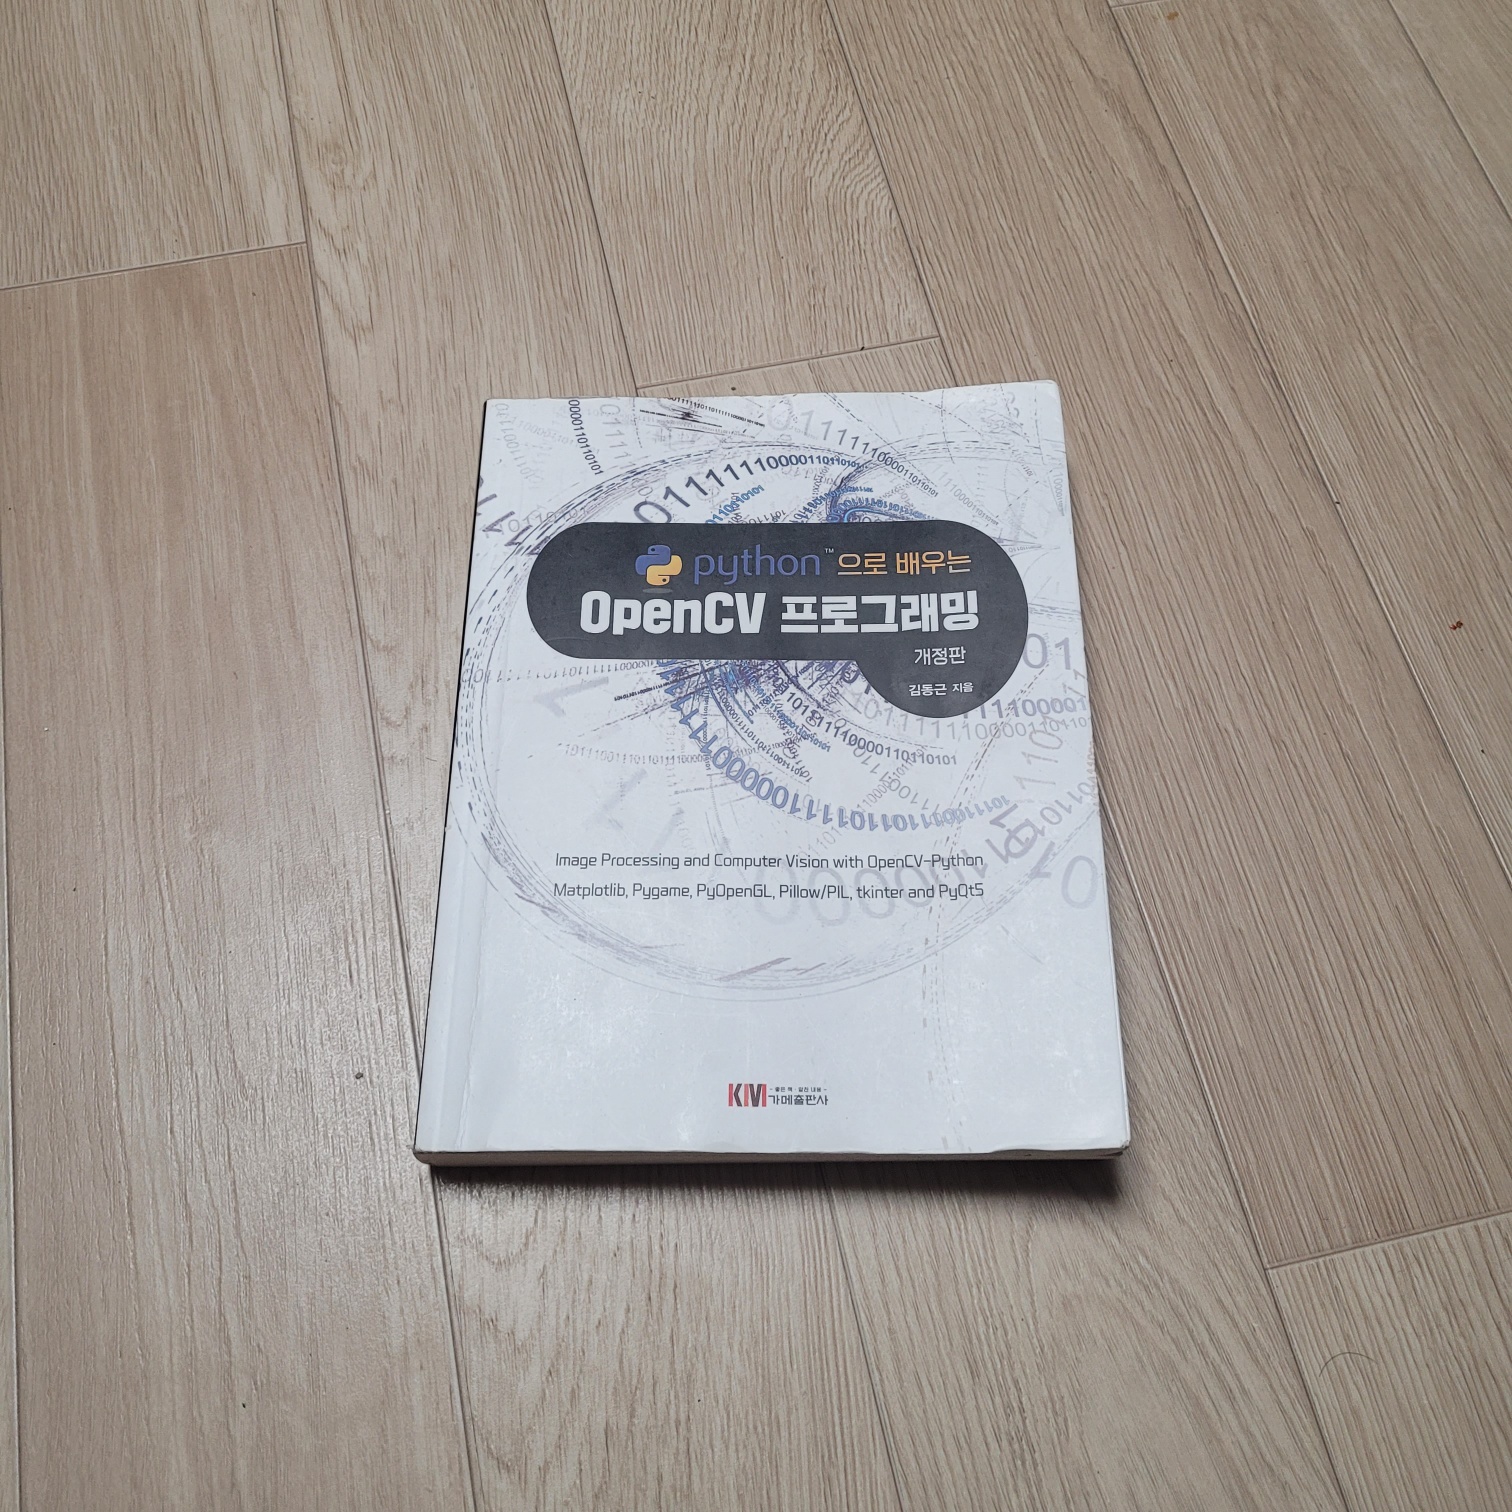 python™으로 배우는
OpenCV 프로그래밍
개정판
김동근 지음
Image Processing and Computer Vision with OpenCV-Python
Matplotlib, Pygame, PyOpenGL, Pillow/PIL, tkinter and PyQt5
KM 가메출판사